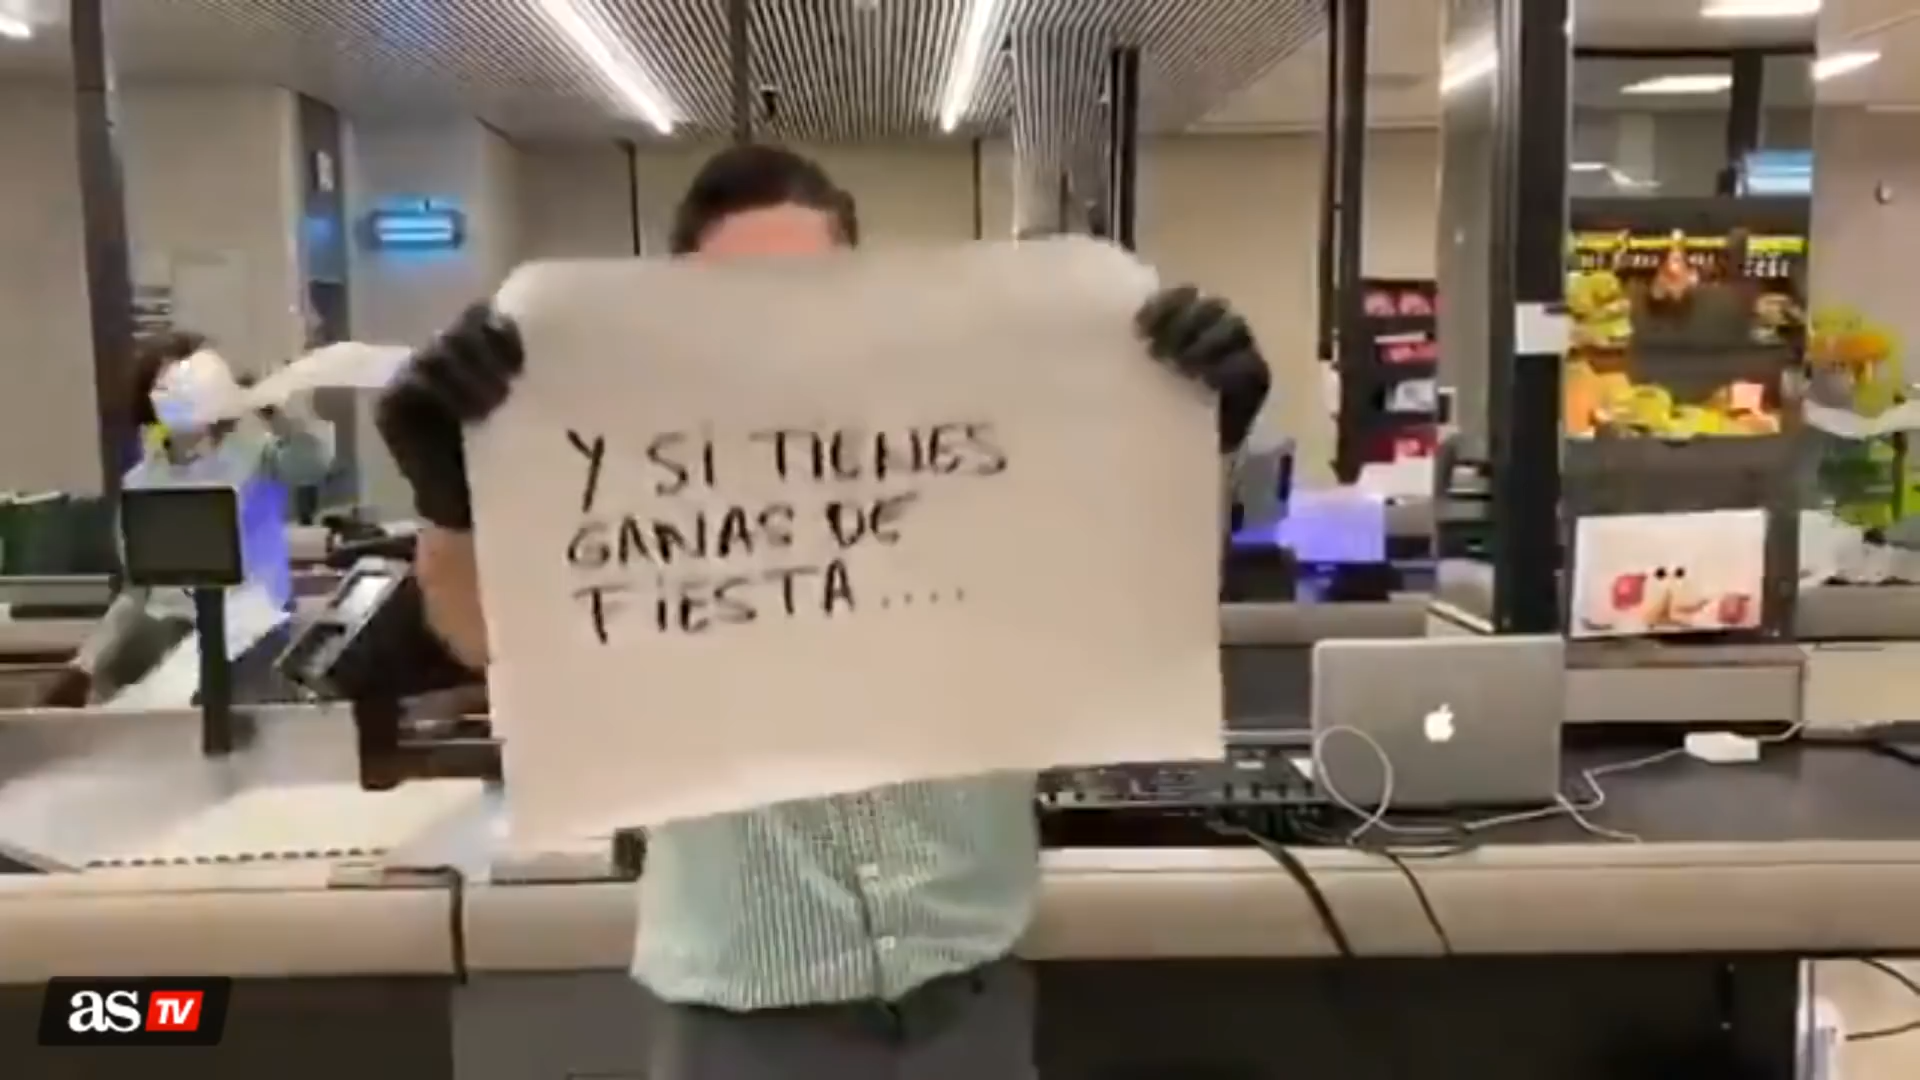 Y SI TIENES
GANAS DE
FIESTA....
as TV